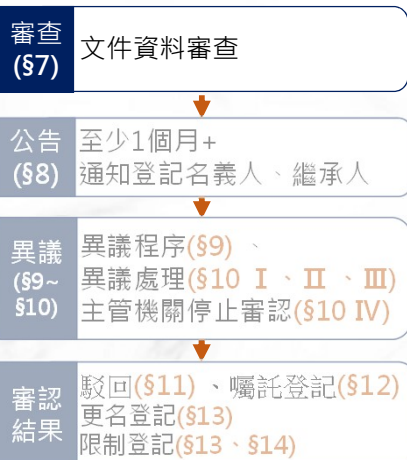 審查
(§7)
文件資料審查
公告
(§8)
至少1個月+
通知登記名義人、繼承人
異議
(§9~
§10)
異議程序(§9) 、
異議處理(§10 I、II、III)
主管機關停止審認(§10 IV)
審認
結果
駁回(§11) 、囑託登記(§12)
更名登記(§13)
限制登記(§13、§14)